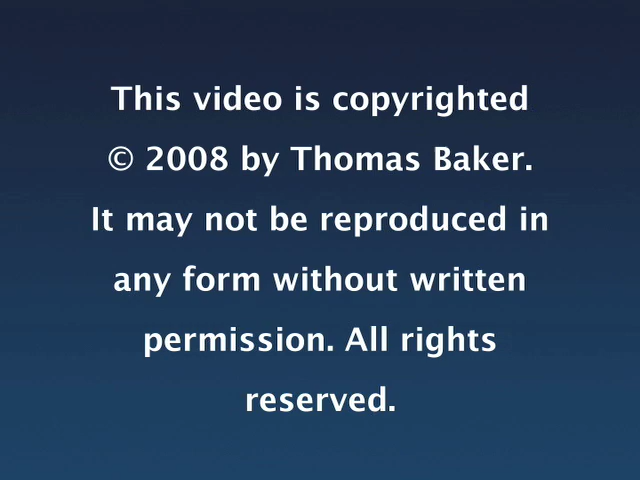 This video is copyrighted
© 2008 by Thomas Baker.
It may not be reproduced in
any form without written
permission. All rights
reserved.